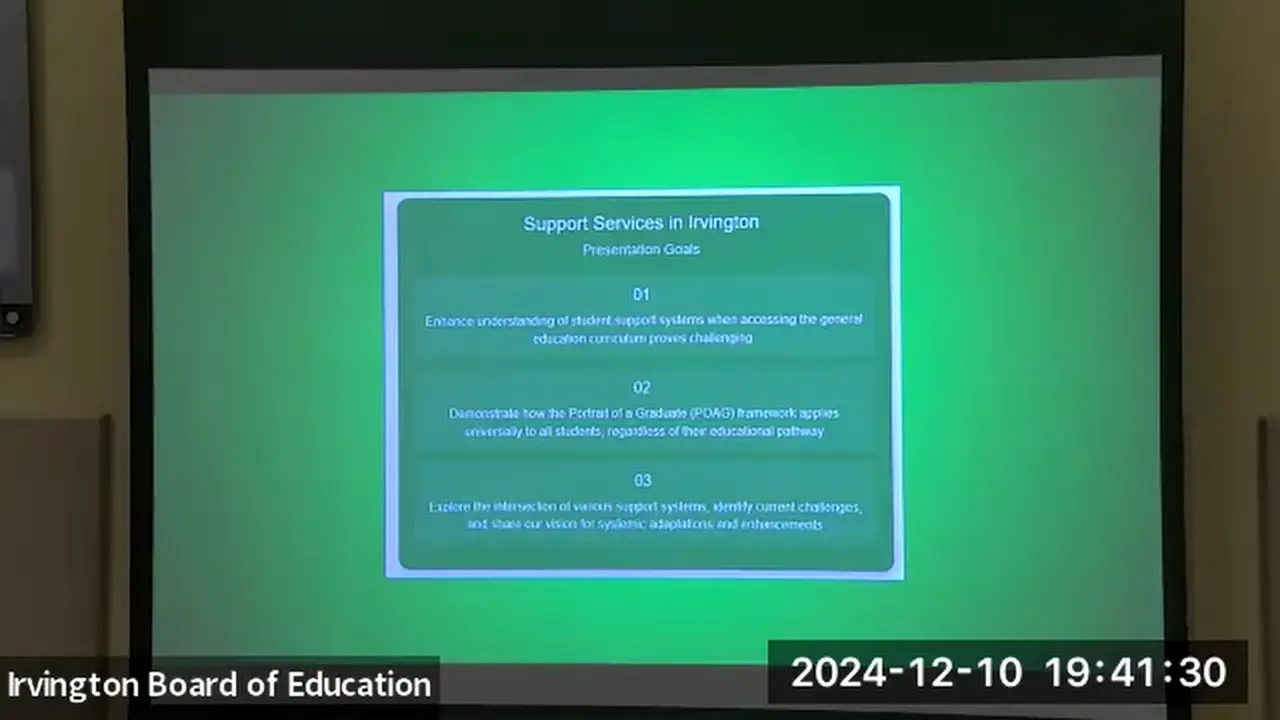 Support Services in Irvington
Presentation Goals
01
Enhance understanding of student support systems when accessing the general
education curriculum proves challenging
02
Demonstrate how the Portrait of a Graduate (POAG) framework applies
universally to all students, regardless of their educational pathway
03
Explore the intersection of various support systems, identify current challenges,
and share our vision for systemic adaptations and enhancements
Irvington Board of Education
2024-12-10 19:41:30